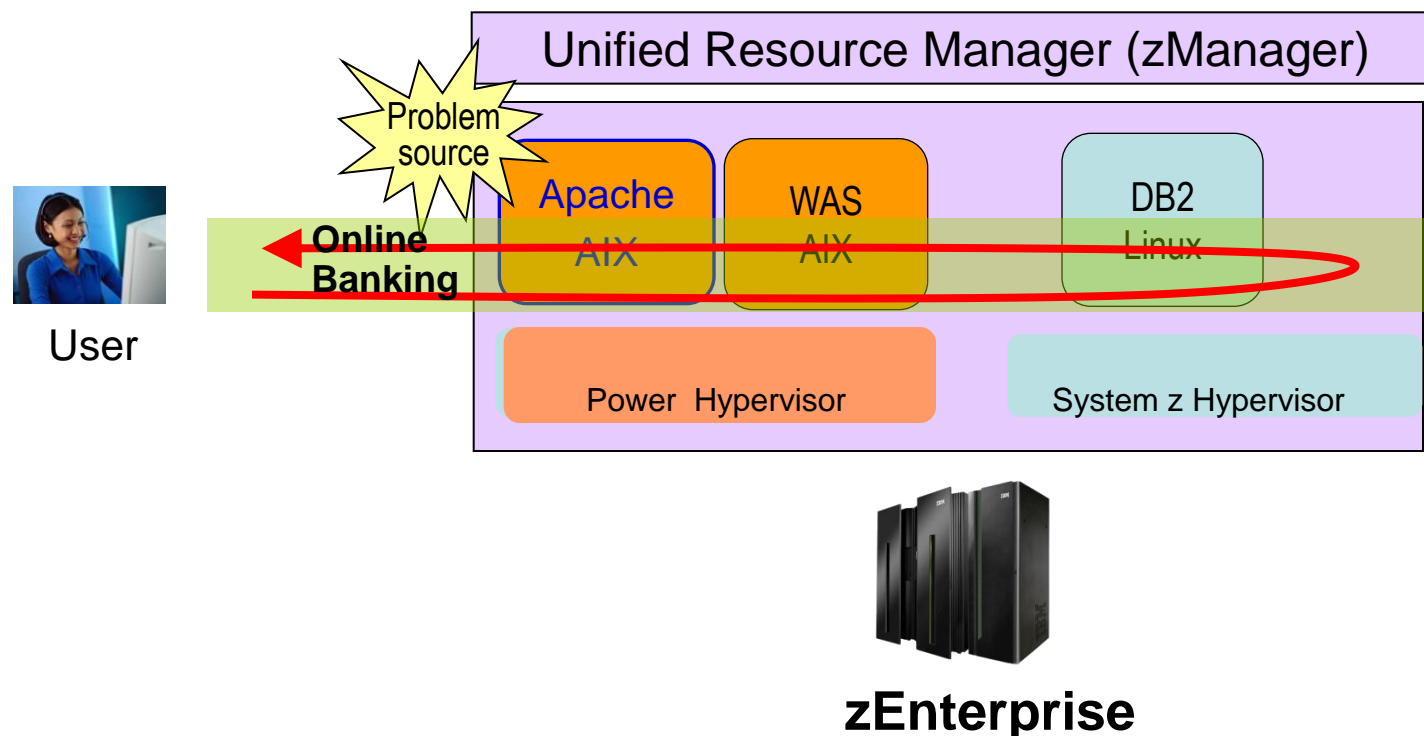 Unified Resource Manager (zManager)
Problem
source
Apache
AIX
WAS
AIX
DB2
Linux
Online
Banking
User
Power Hypervisor
System z Hypervisor
zEnterprise